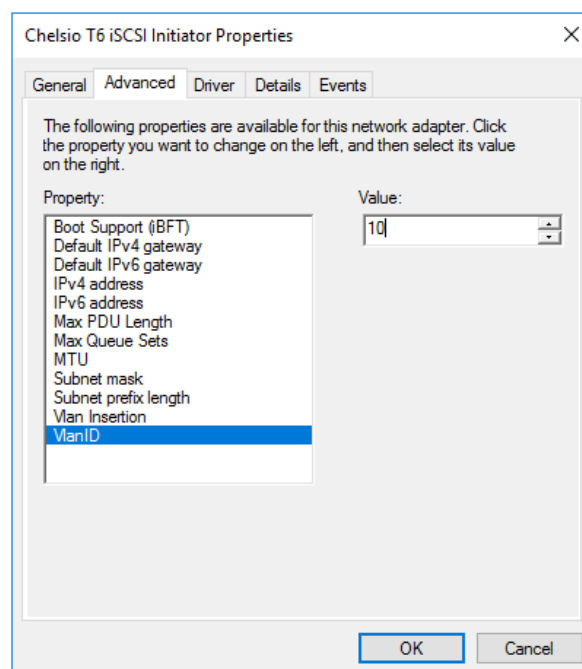 Chelsio T6 iSCSI Initiator Properties
General Advanced Driver Details Events
The following properties are available for this network adapter. Click
the property you want to change on the left, and then select its value
on the right.
Property: Value:
Boot Support (iBFT) 10
Default IPv4 gateway
Default IPv6 gateway
IPv4 address
IPv6 address
Max PDU Length
Max Queue Sets
MTU
Subnet mask
Subnet prefix length
Vlan Insertion
VlanID
OK Cancel